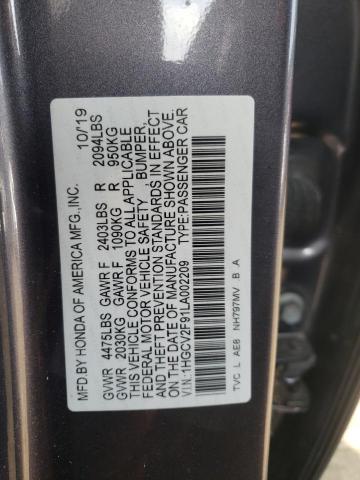 MFD.BY HONDA OF AMERICA MFG.,INC. 10/19
GVWR 4475LBS GAWR F 2403LBS R 2094LBS
GVWR 2030KG GAWR F 1090KG R 950KG
THIS VEHICLE CONFORMS TO ALL APPLICABLE
FEDERAL MOTOR VEHICLE SAFETY BUMPER,
AND THEFT PREVENTION STANDARDS IN EFFECT
ON THE DATE OF MANUFACTURE SHOWN ABOVE.
V.I.N.:1HGCV2F91LA002209 TYPE:PASSENGER CAR
TVC L AE8 NH797MV B A